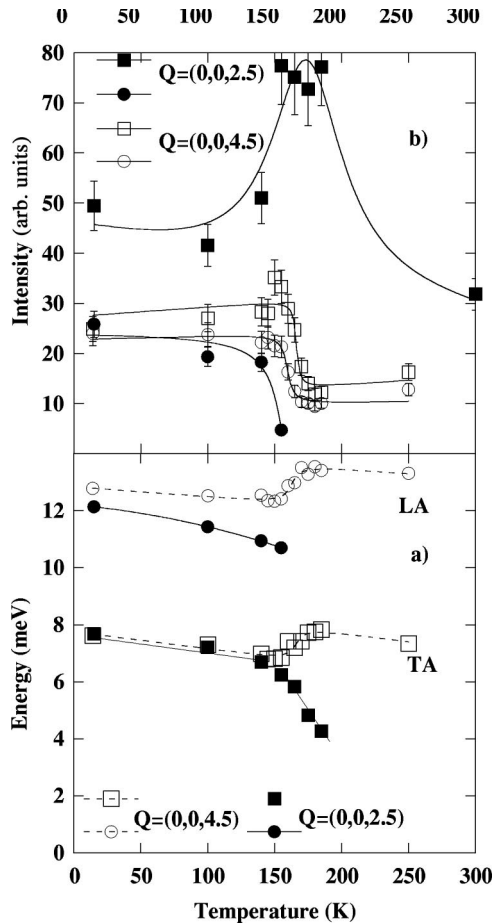 0 50 100 150 200 250 300
80
70
Q=(0,0,2.5)
60
Q=(0,0,4.5)
b)
50
40
30
20
10
Intensity (arb. units)
12
LA
10
a)
8
TA
6
4
2
Q=(0,0,4.5) Q=(0,0,2.5)
0
Energy (meV)
0 50 100 150 200 250 300
Temperature (K)